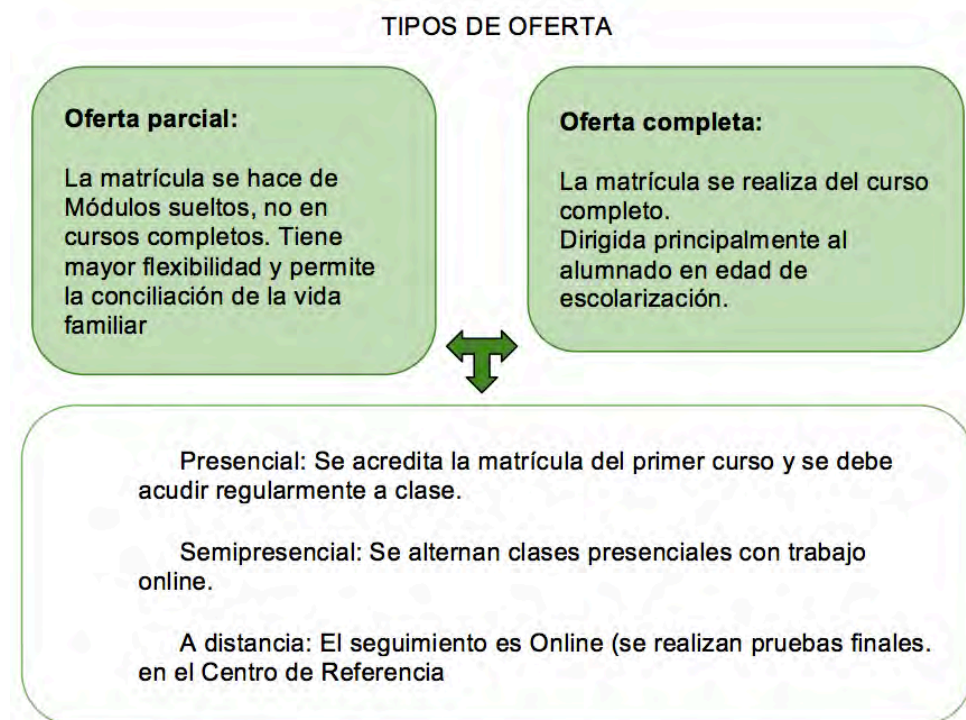 TIPOS DE OFERTA
Oferta parcial:
La matrícula se hace de
Módulos sueltos, no en
cursos completos. Tiene
mayor flexibilidad y permite
la conciliación de la vida
familiar
Oferta completa:
La matrícula se realiza del curso
completo.
Dirigida principalmente al
alumnado en edad de
escolarización.
Presencial: Se acredita la matrícula del primer curso y se debe
acudir regularmente a clase.
Semipresencial: Se alternan clases presenciales con trabajo
online.
A distancia: El seguimiento es Online (se realizan pruebas finales.
en el Centro de Referencia